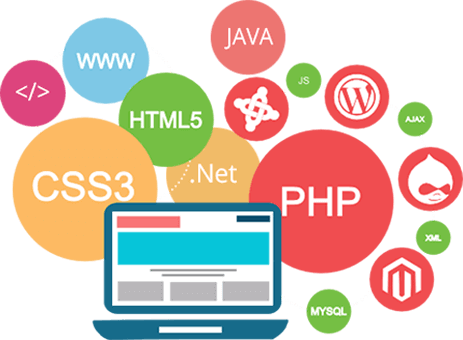 JAVA
WWW
</>
JS
HTML5
AJAX
CSS3
.Net
PHP
XML
MYSQL